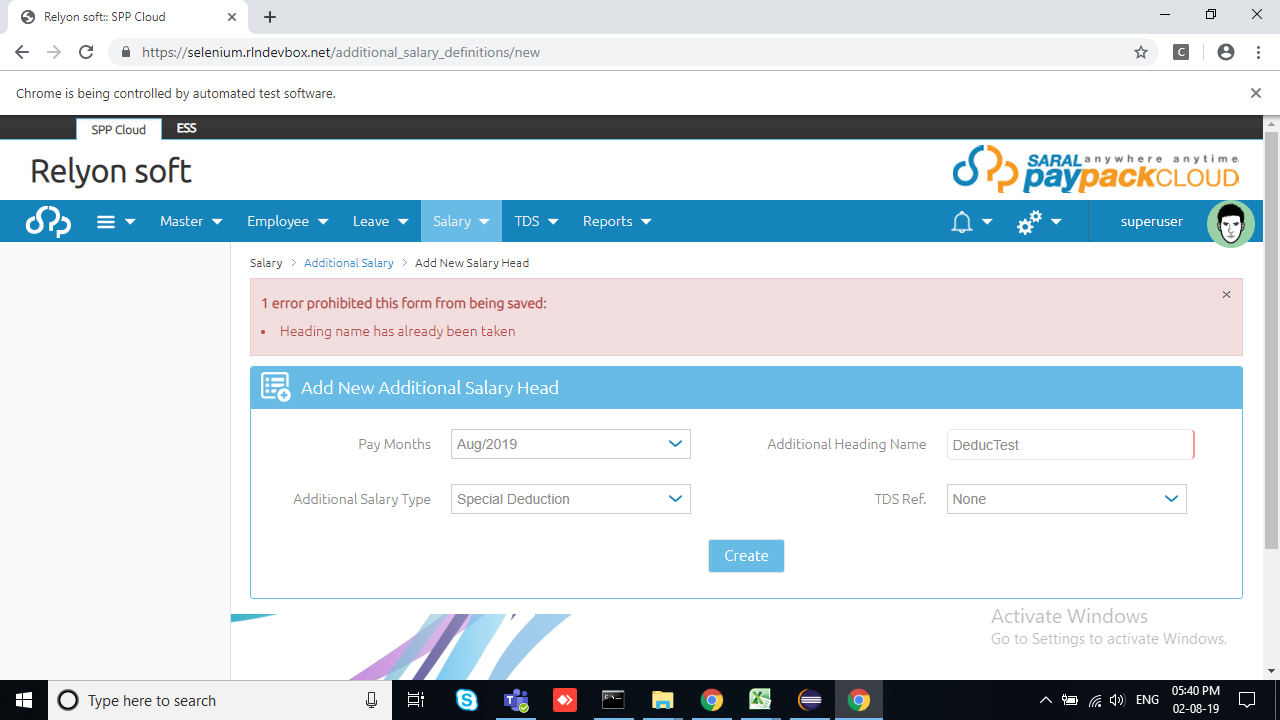 Relyon soft:: SPP Cloud
https://selenium.rlndevbox.net/additional_salary_definitions/new
C
Chrome is being controlled by automated test software.
SPP Cloud ESS
Relyon soft
SARAL anywhere anytime
paypackCLOUD
Master Employee Leave Salary TDS Reports superuser
Salary > Additional Salary > Add New Salary Head
1 error prohibited this form from being saved:
• Heading name has already been taken
Add New Additional Salary Head
Pay Months Aug/2019 Additional Heading Name DeducTest
Additional Salary Type Special Deduction TDS Ref. None
Create
Activate Windows
Go to Settings to activate Windows.
Type here to search
ENG
05:40 PM
02-08-19